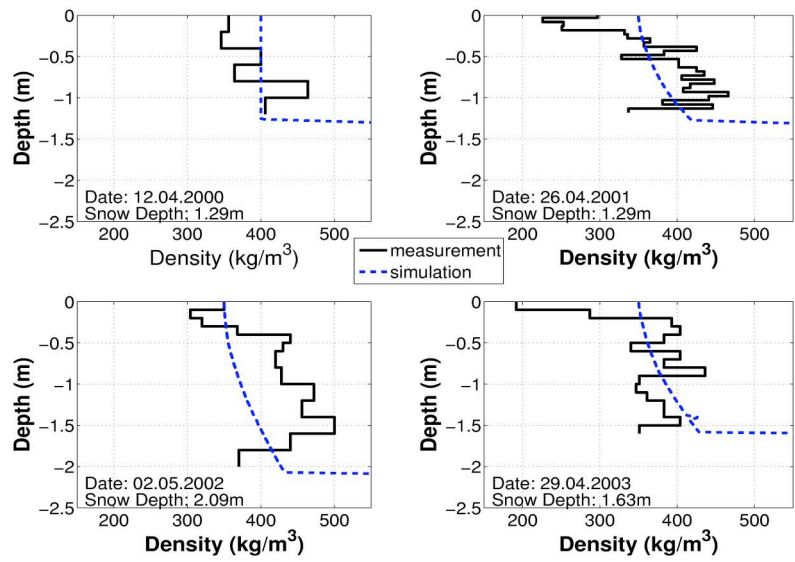 0
−0.5
−1
−1.5
−2
−2.5
Depth (m)
Date: 12.04.2000
Snow Depth: 1.29m
200 300 400 500
Density (kg/m³)
0
−0.5
−1
−1.5
−2
−2.5
Depth (m)
Date: 26.04.2001
Snow Depth: 1.29m
200 300 400 500
Density (kg/m³)
measurement
simulation
0
−0.5
−1
−1.5
−2
−2.5
Depth (m)
Date: 02.05.2002
Snow Depth: 2.09m
200 300 400 500
Density (kg/m³)
0
−0.5
−1
−1.5
−2
−2.5
Depth (m)
Date: 29.04.2003
Snow Depth: 1.63m
200 300 400 500
Density (kg/m³)